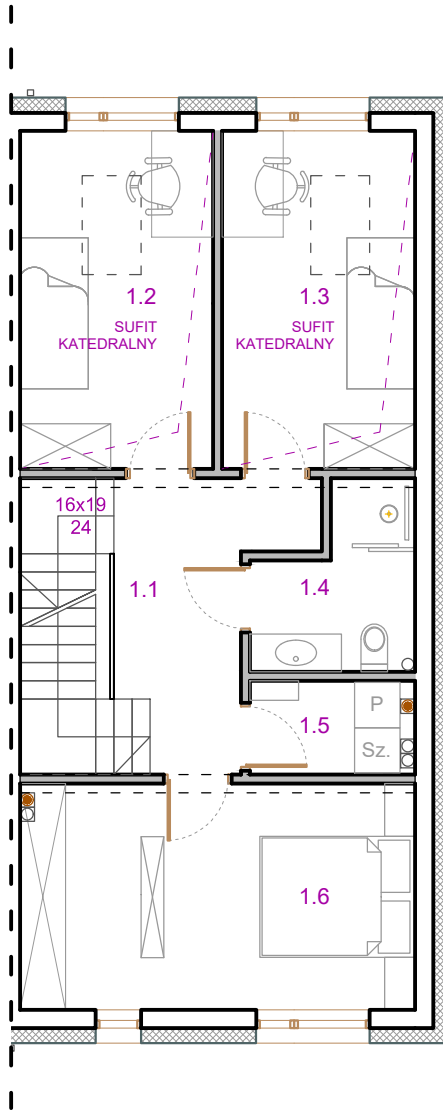 1.2
SUFIT
KATEDRALNY
1.3
SUFIT
KATEDRALNY
16x19
24
1.1
1.4
1.5
P
Sz.
1.6